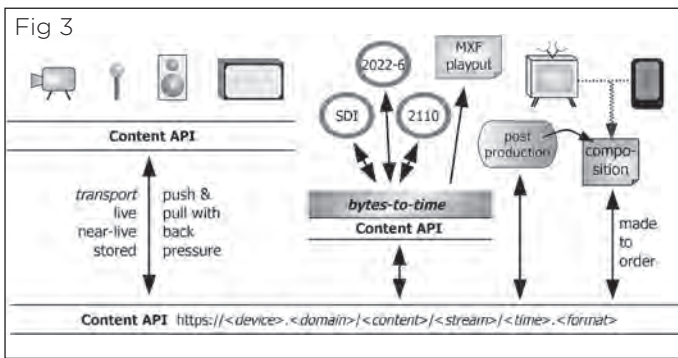 Fig 3
2022-6
MXF
playout
SDI
2110
Content API
post
production
compo-
sition
transport
live
near-live
stored
push &
pull with
back
pressure
bytes-to-time
Content API
made
to
order
Content API https://<device>.<domain>/<content>/<stream>/<time>.<format>